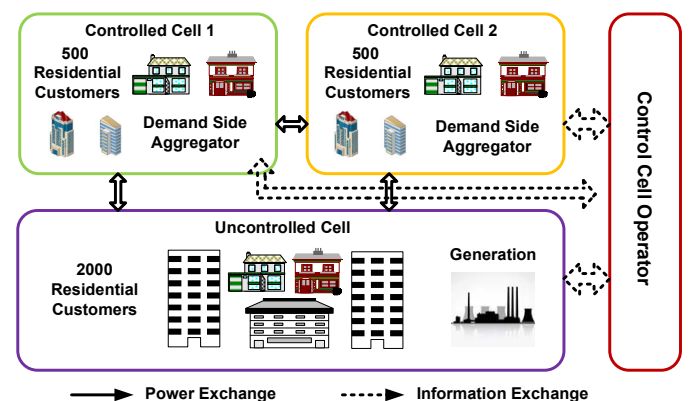 Controlled Cell 1
500
Residential
Customers
Demand Side
Aggregator
Controlled Cell 2
500
Residential
Customers
Demand Side
Aggregator
Control Cell Operator
Uncontrolled Cell
2000
Residential
Customers
Generation
Power Exchange
Information Exchange